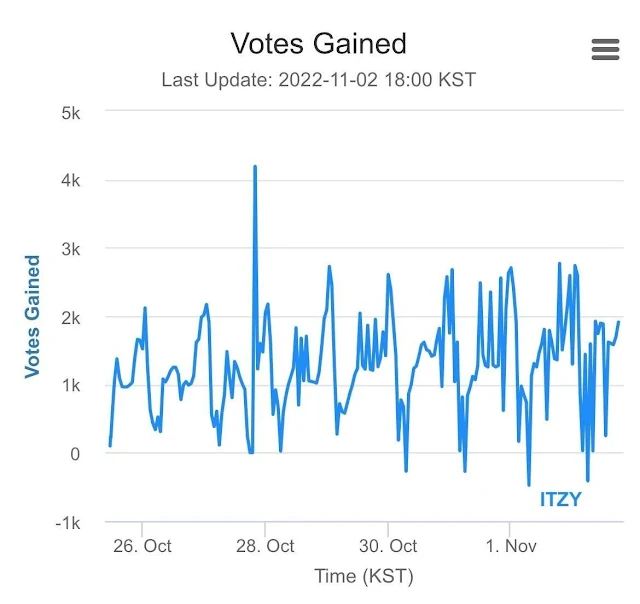 Votes Gained
Last Update: 2022-11-02 18:00 KST
5k
4k
3k
2k
1k
0
-1k
Votes Gained
ITZY
26. Oct
28. Oct
30. Oct
1. Nov
Time (KST)